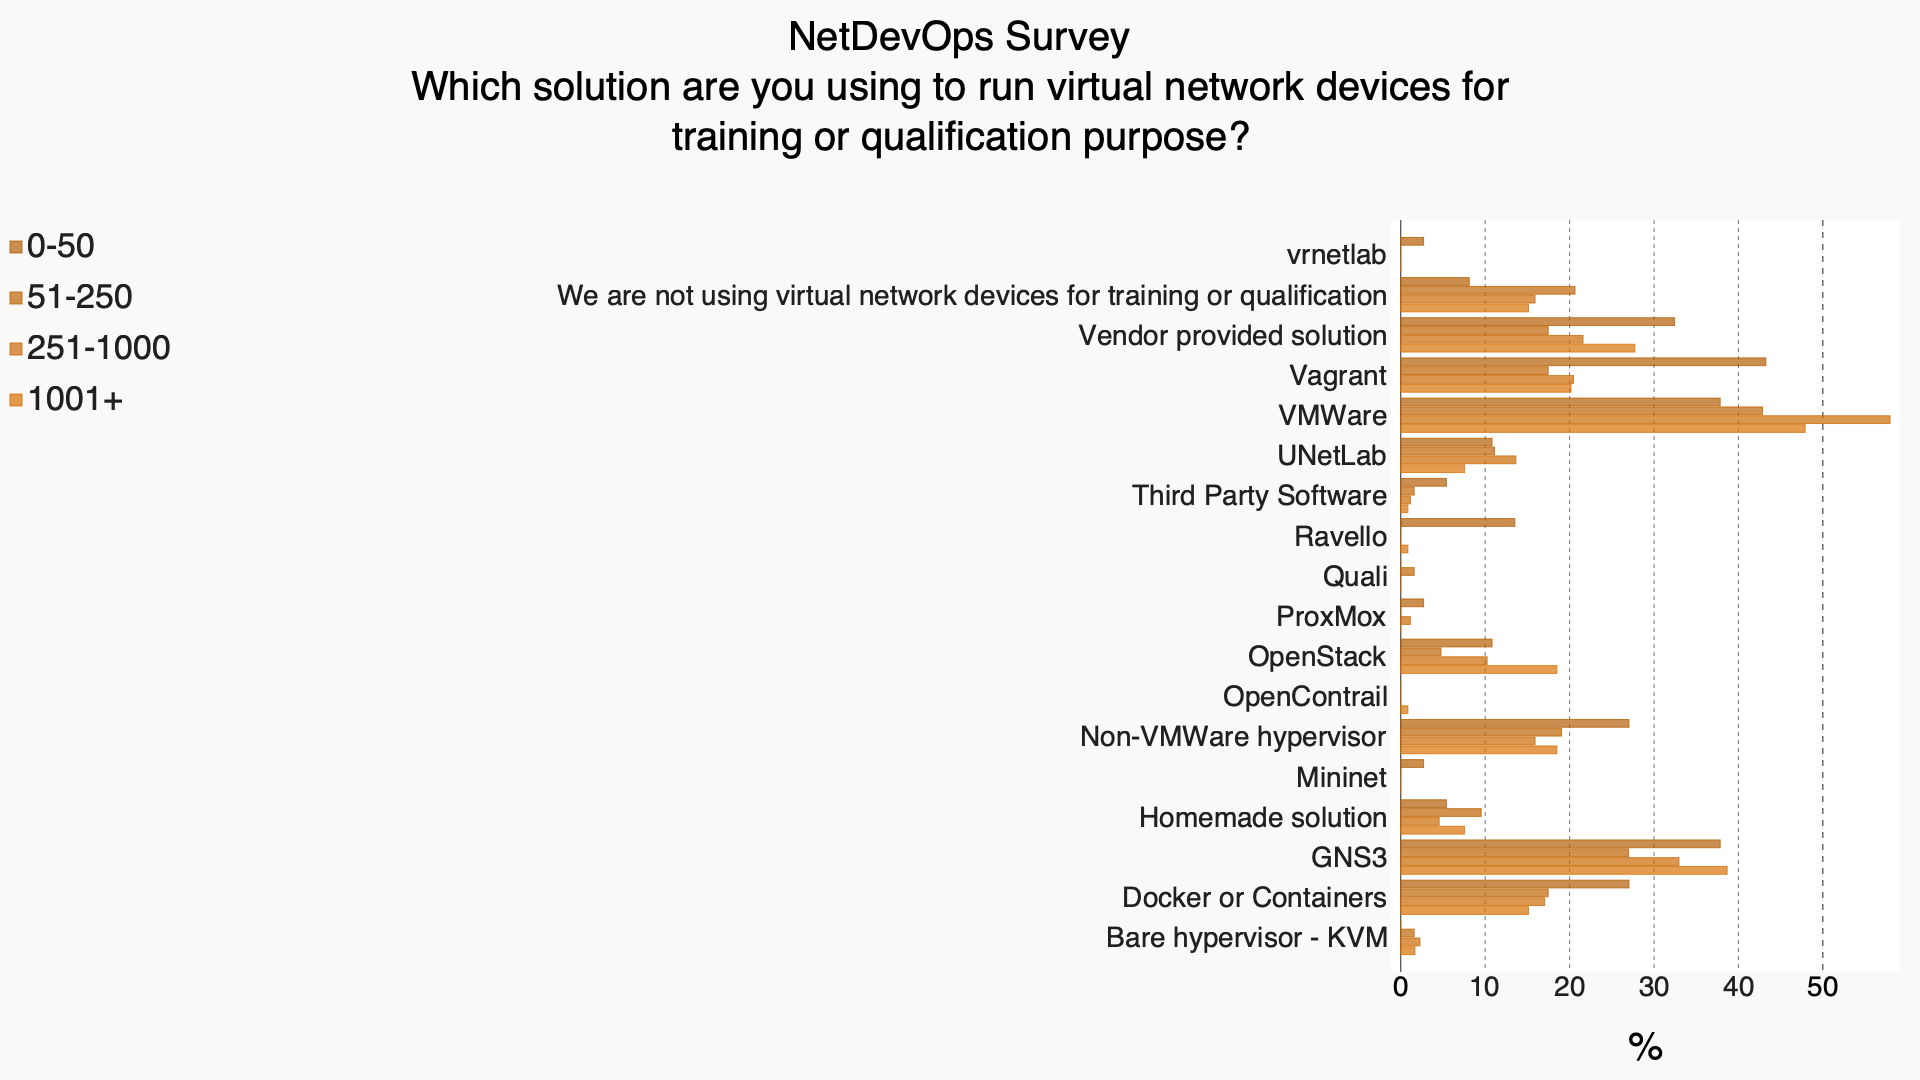 NetDevOps Survey
Which solution are you using to run virtual network devices for
training or qualification purpose?
0-50
51-250
251-1000
1001+
vrnetlab
We are not using virtual network devices for training or qualification
Vendor provided solution
Vagrant
VMWare
UNetLab
Third Party Software
Ravello
Quali
ProxMox
OpenStack
OpenContrail
Non-VMWare hypervisor
Mininet
Homemade solution
GNS3
Docker or Containers
Bare hypervisor - KVM
0 10 20 30 40 50
%